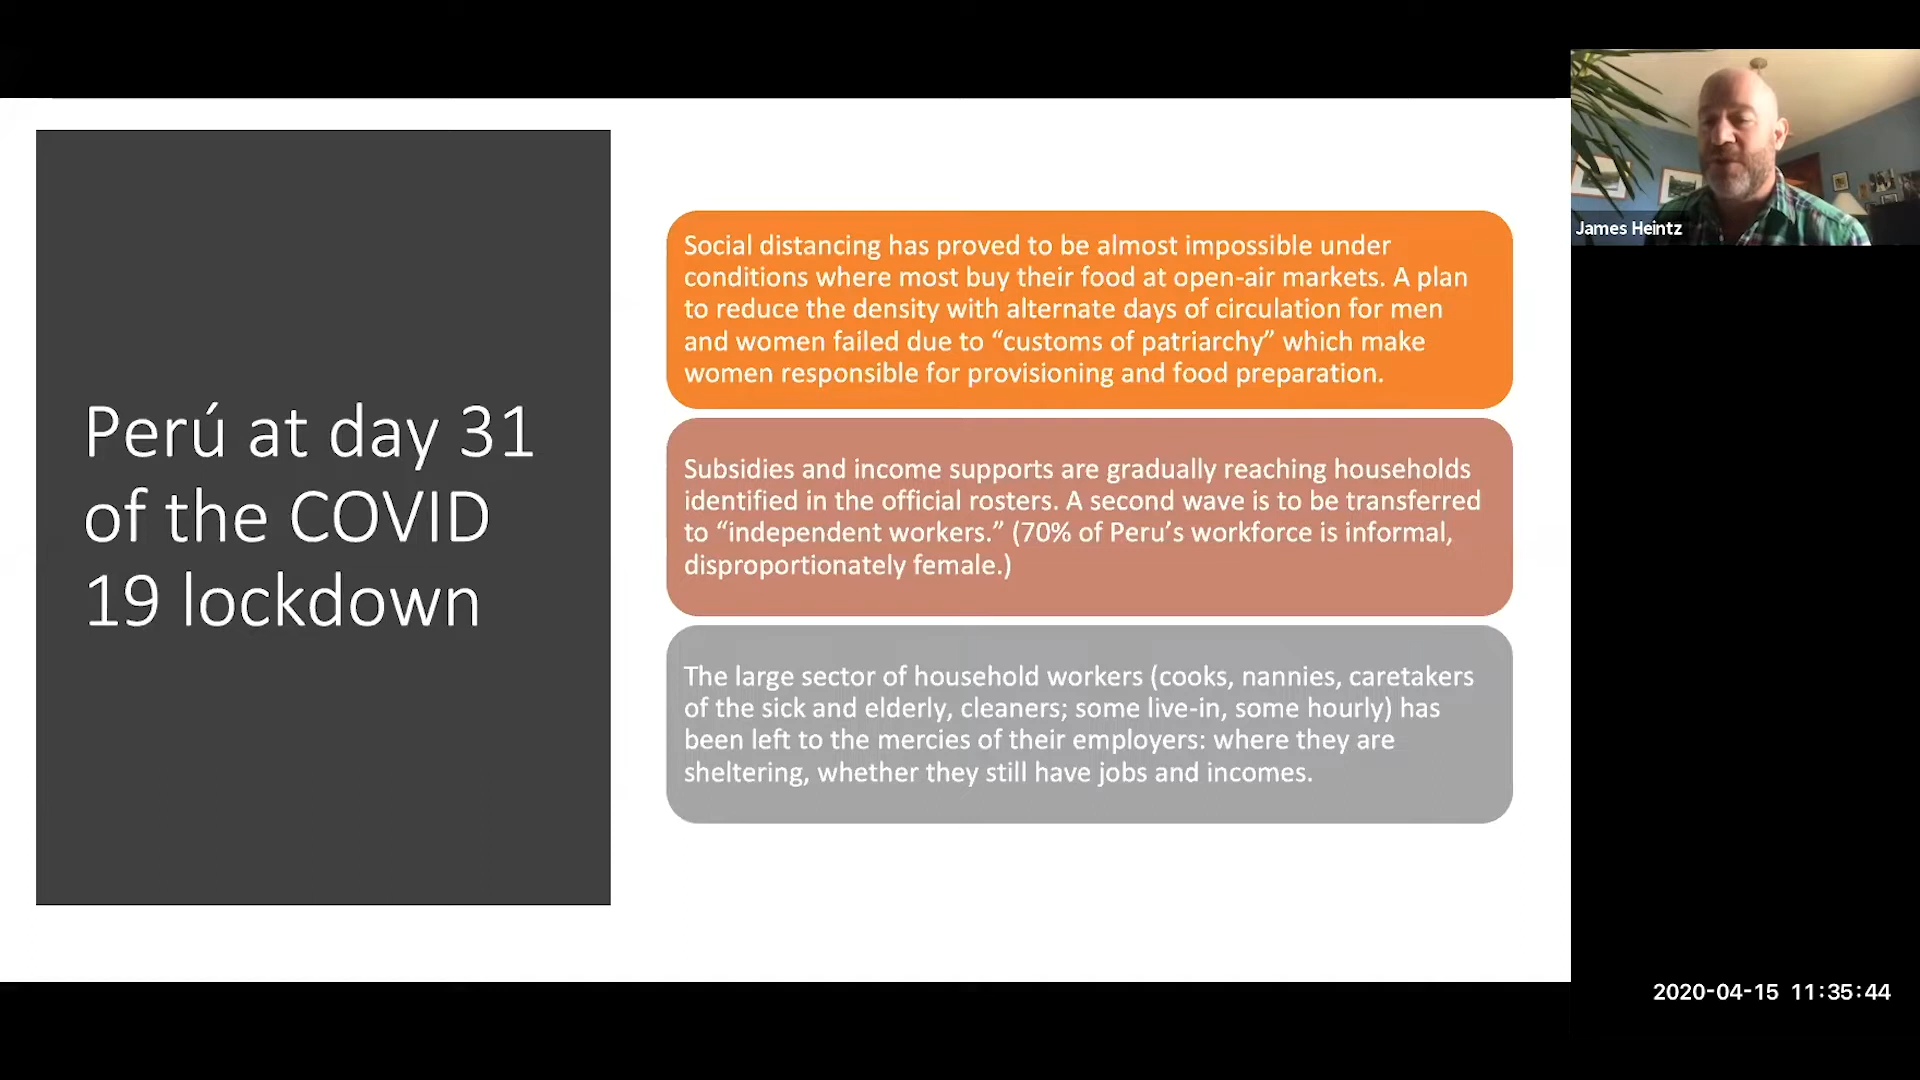 Perú at day 31
of the COVID
19 lockdown
Social distancing has proved to be almost impossible under
conditions where most buy their food at open-air markets. A plan
to reduce the density with alternate days of circulation for men
and women failed due to “customs of patriarchy” which make
women responsible for provisioning and food preparation.
Subsidies and income supports are gradually reaching households
identified in the official rosters. A second wave is to be transferred
to “independent workers.” (70% of Peru’s workforce is informal,
disproportionately female.)
The large sector of household workers (cooks, nannies, caretakers
of the sick and elderly, cleaners; some live-in, some hourly) has
been left to the mercies of their employers: where they are
sheltering, whether they still have jobs and incomes.
James Heintz
2020-04-15 11:35:44